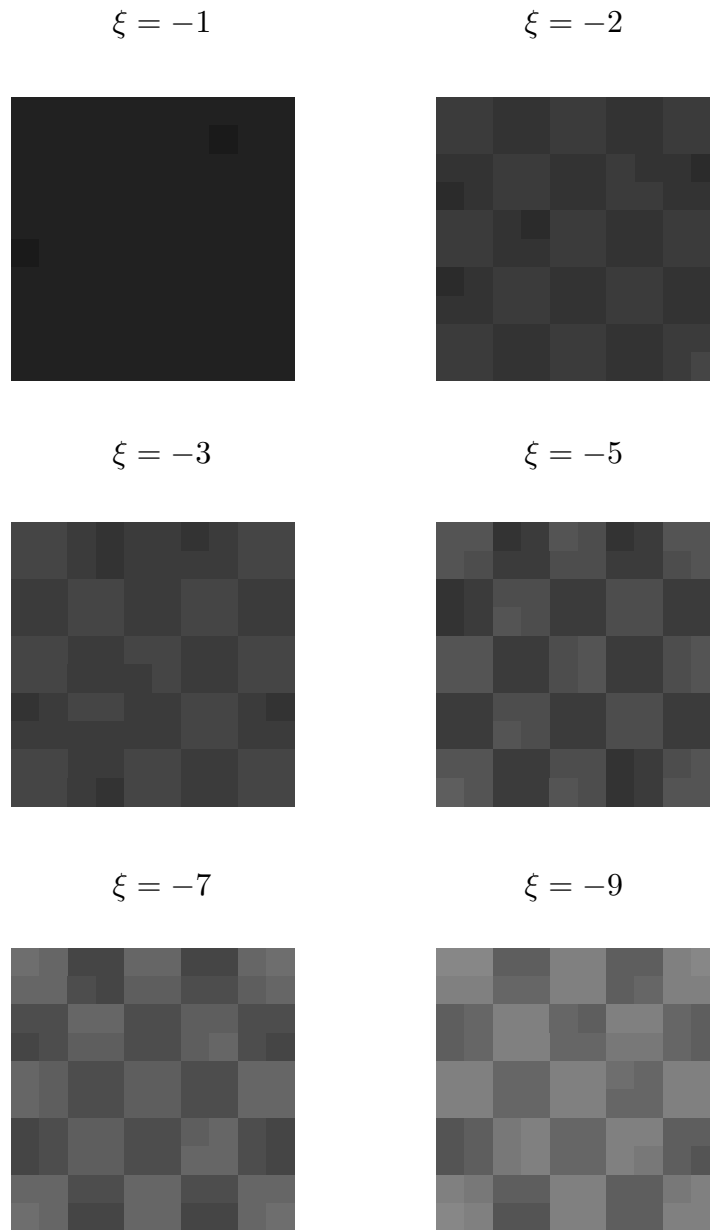 ξ = −1
ξ = −2
ξ = −3
ξ = −5
ξ = −7
ξ = −9